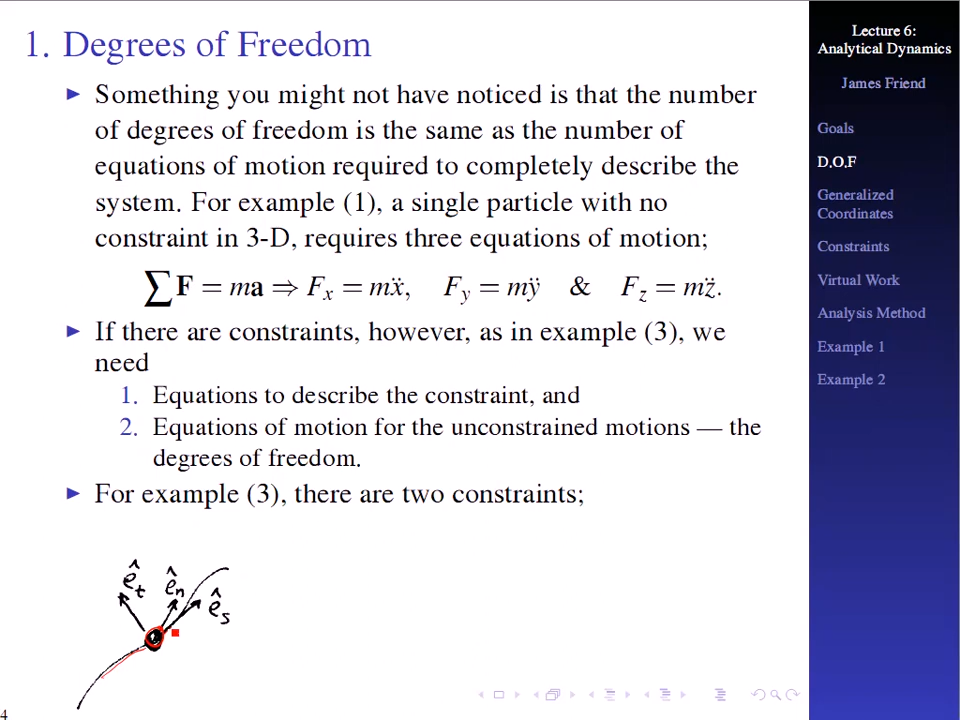 1. Degrees of Freedom
▶ Something you might not have noticed is that the number
of degrees of freedom is the same as the number of
equations of motion required to completely describe the
system. For example (1), a single particle with no
constraint in 3-D, requires three equations of motion;
∑F = ma ⇒ Fₓ = mẍ, F_y = mÿ & F_z = mz̈.
▶ If there are constraints, however, as in example (3), we
need
1. Equations to describe the constraint, and
2. Equations of motion for the unconstrained motions — the
degrees of freedom.
▶ For example (3), there are two constraints;
ê_t ê_n ê_s
4
Lecture 6:
Analytical Dynamics
James Friend
Goals
D.O.F
Generalized
Coordinates
Constraints
Virtual Work
Analysis Method
Example 1
Example 2